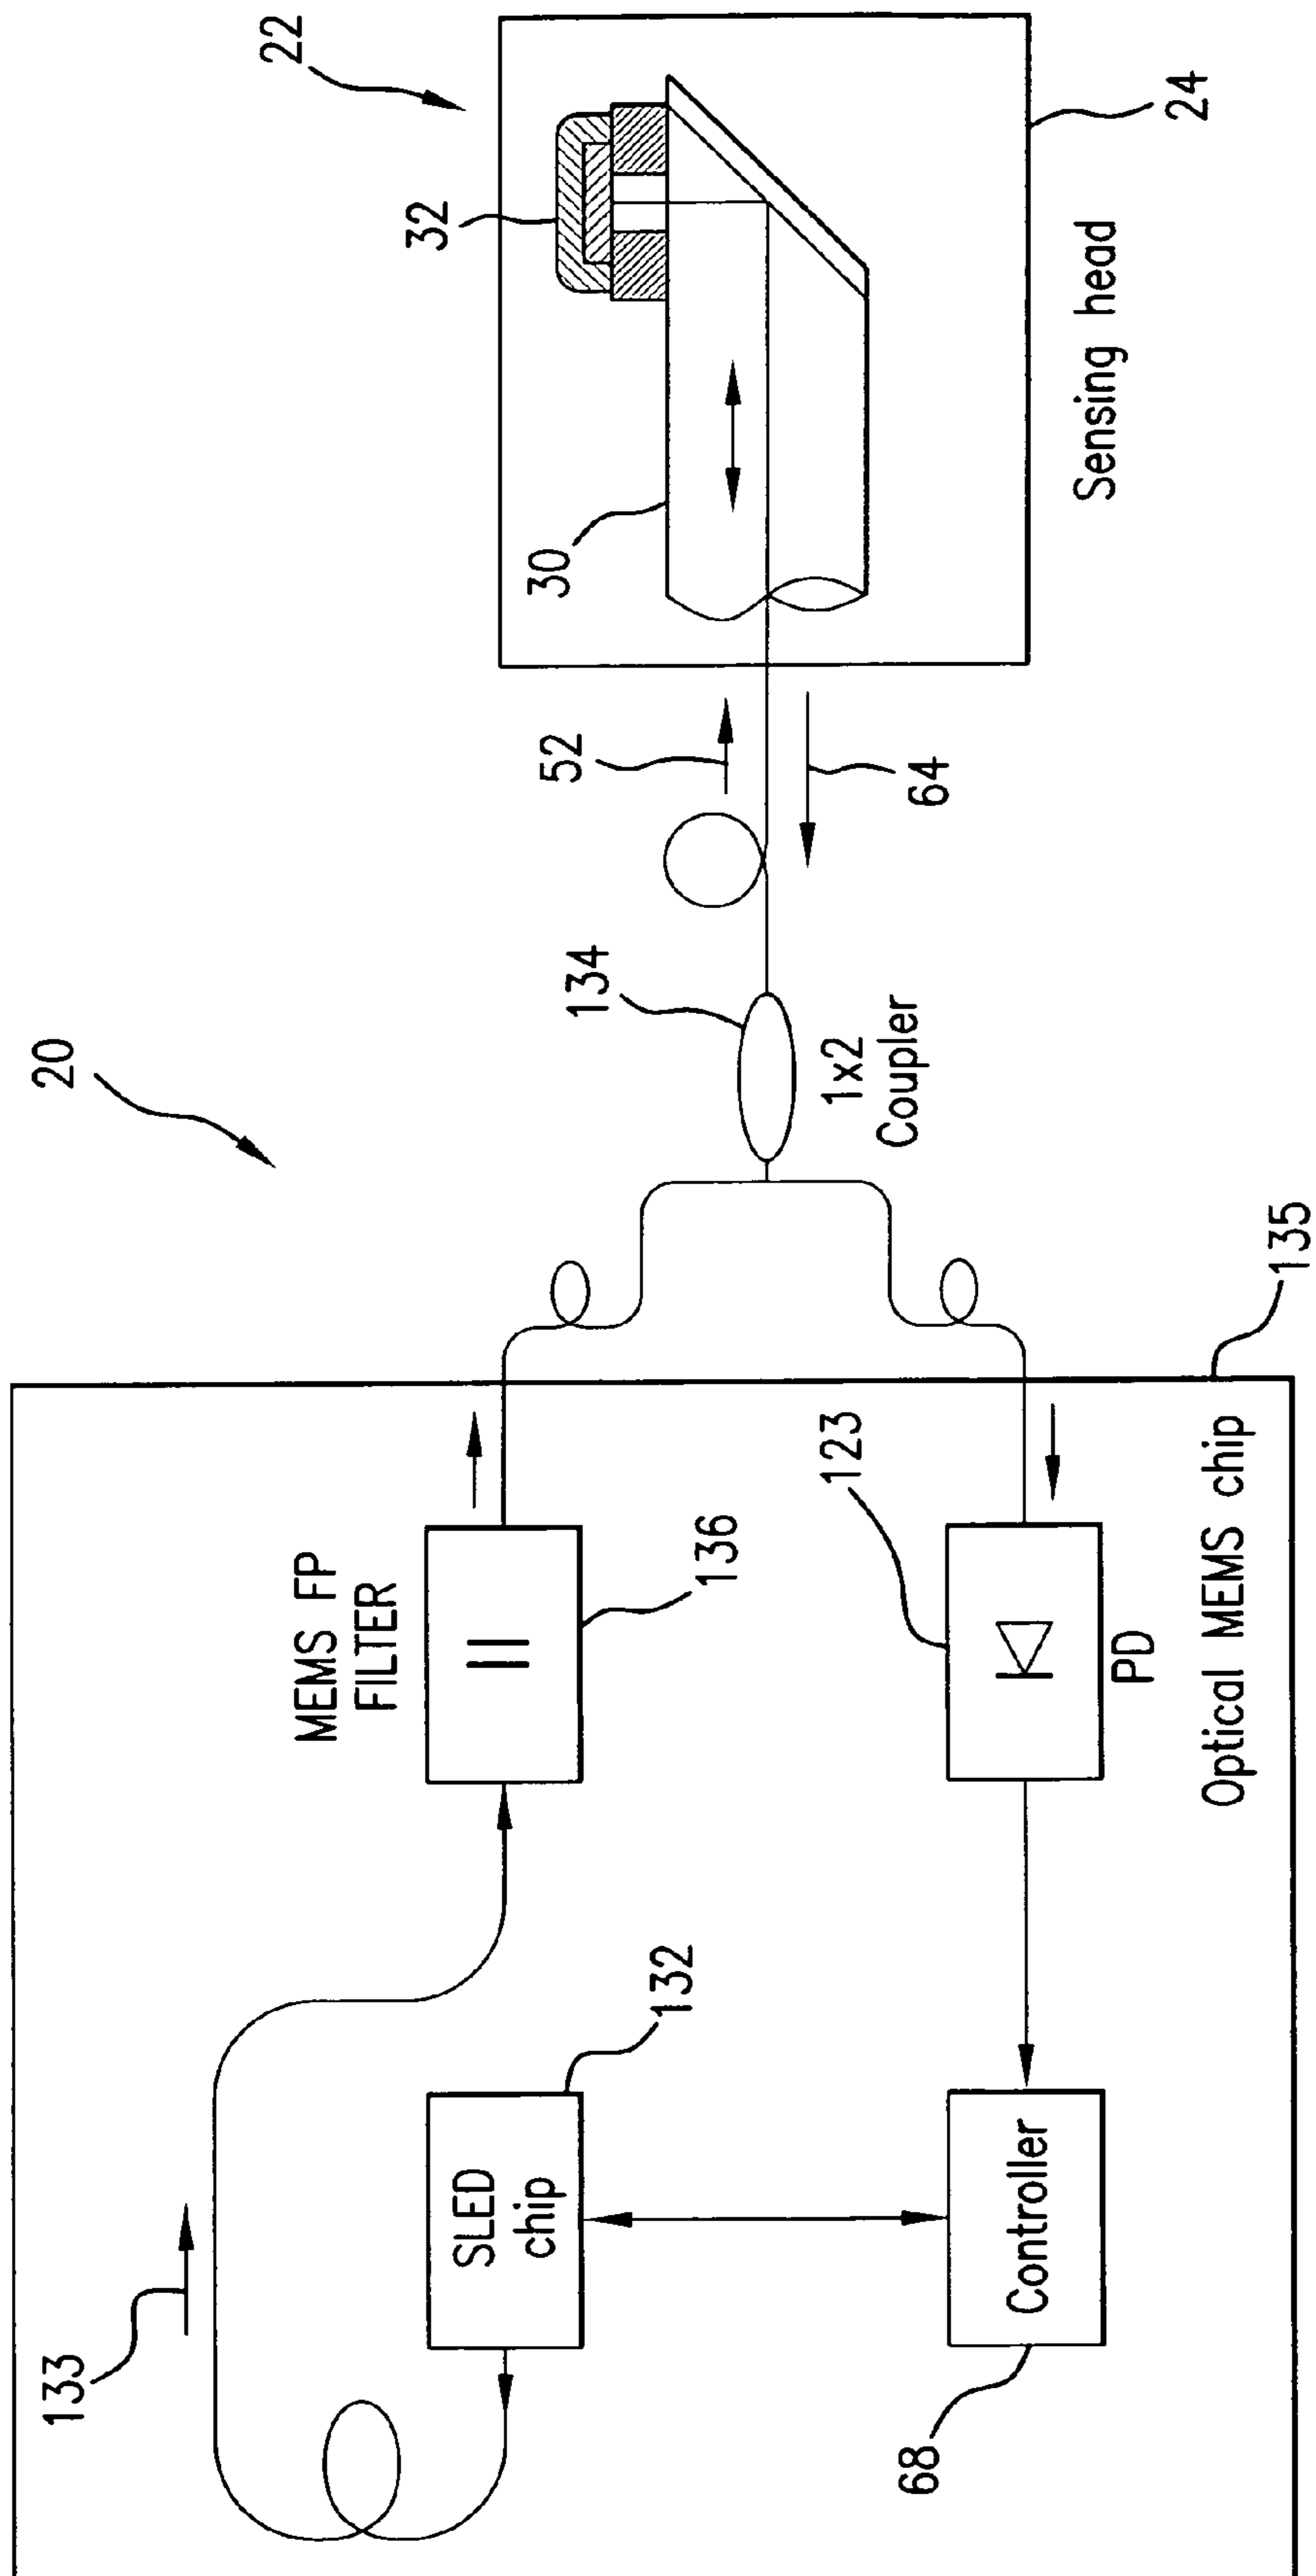 20
22
133
MEMS FP
FILTER
136
SLED
chip
132
Controller
68
123
PD
Optical MEMS chip
135
134
1x2
Coupler
52
64
30
32
Sensing head
24